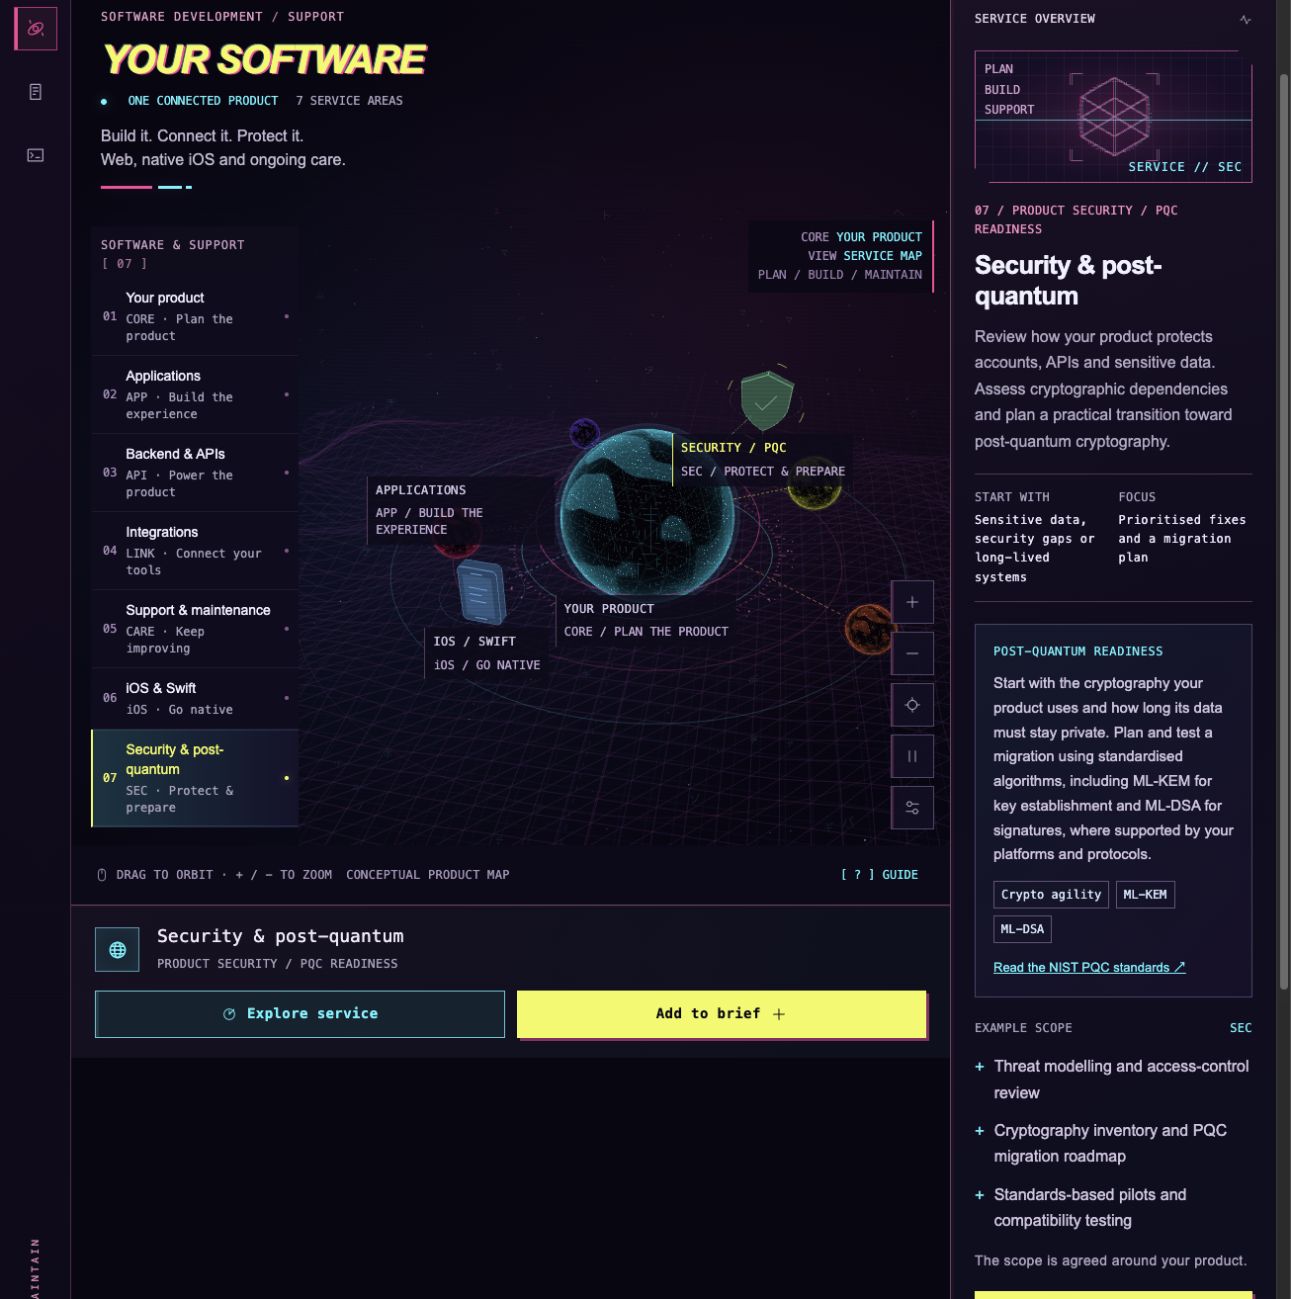 SOFTWARE DEVELOPMENT / SUPPORT
YOUR SOFTWARE
ONE CONNECTED PRODUCT 7 SERVICE AREAS
Build it. Connect it. Protect it.
Web, native iOS and ongoing care.
SOFTWARE & SUPPORT
[ 07 ]
01
Your product
CORE · Plan the
product
02
Applications
APP · Build the
experience
03
Backend & APIs
API · Power the
product
04
Integrations
LINK · Connect your
tools
05
Support & maintenance
CARE · Keep
improving
06
iOS & Swift
iOS · Go native
07
Security & post-
quantum
SEC · Protect &
prepare
CORE YOUR PRODUCT
VIEW SERVICE MAP
PLAN / BUILD / MAINTAIN
SECURITY / PQC
SEC / PROTECT & PREPARE
APPLICATIONS
APP / BUILD THE
EXPERIENCE
YOUR PRODUCT
CORE / PLAN THE PRODUCT
IOS / SWIFT
iOS / GO NATIVE
DRAG TO ORBIT · + / − TO ZOOM CONCEPTUAL PRODUCT MAP
[ ? ] GUIDE
Security & post-quantum
PRODUCT SECURITY / PQC READINESS
Explore service
Add to brief +
AINTAIN
SERVICE OVERVIEW
PLAN
BUILD
SUPPORT
SERVICE // SEC
07 / PRODUCT SECURITY / PQC
READINESS
Security & post-
quantum
Review how your product protects
accounts, APIs and sensitive data.
Assess cryptographic dependencies
and plan a practical transition toward
post-quantum cryptography.
START WITH
Sensitive data,
security gaps or
long-lived
systems
FOCUS
Prioritised fixes
and a migration
plan
POST-QUANTUM READINESS
Start with the cryptography your
product uses and how long its data
must stay private. Plan and test a
migration using standardised
algorithms, including ML-KEM for
key establishment and ML-DSA for
signatures, where supported by your
platforms and protocols.
Crypto agility
ML-KEM
ML-DSA
Read the NIST PQC standards ↗
EXAMPLE SCOPE SEC
+ Threat modelling and access-control
review
+ Cryptography inventory and PQC
migration roadmap
+ Standards-based pilots and
compatibility testing
The scope is agreed around your product.